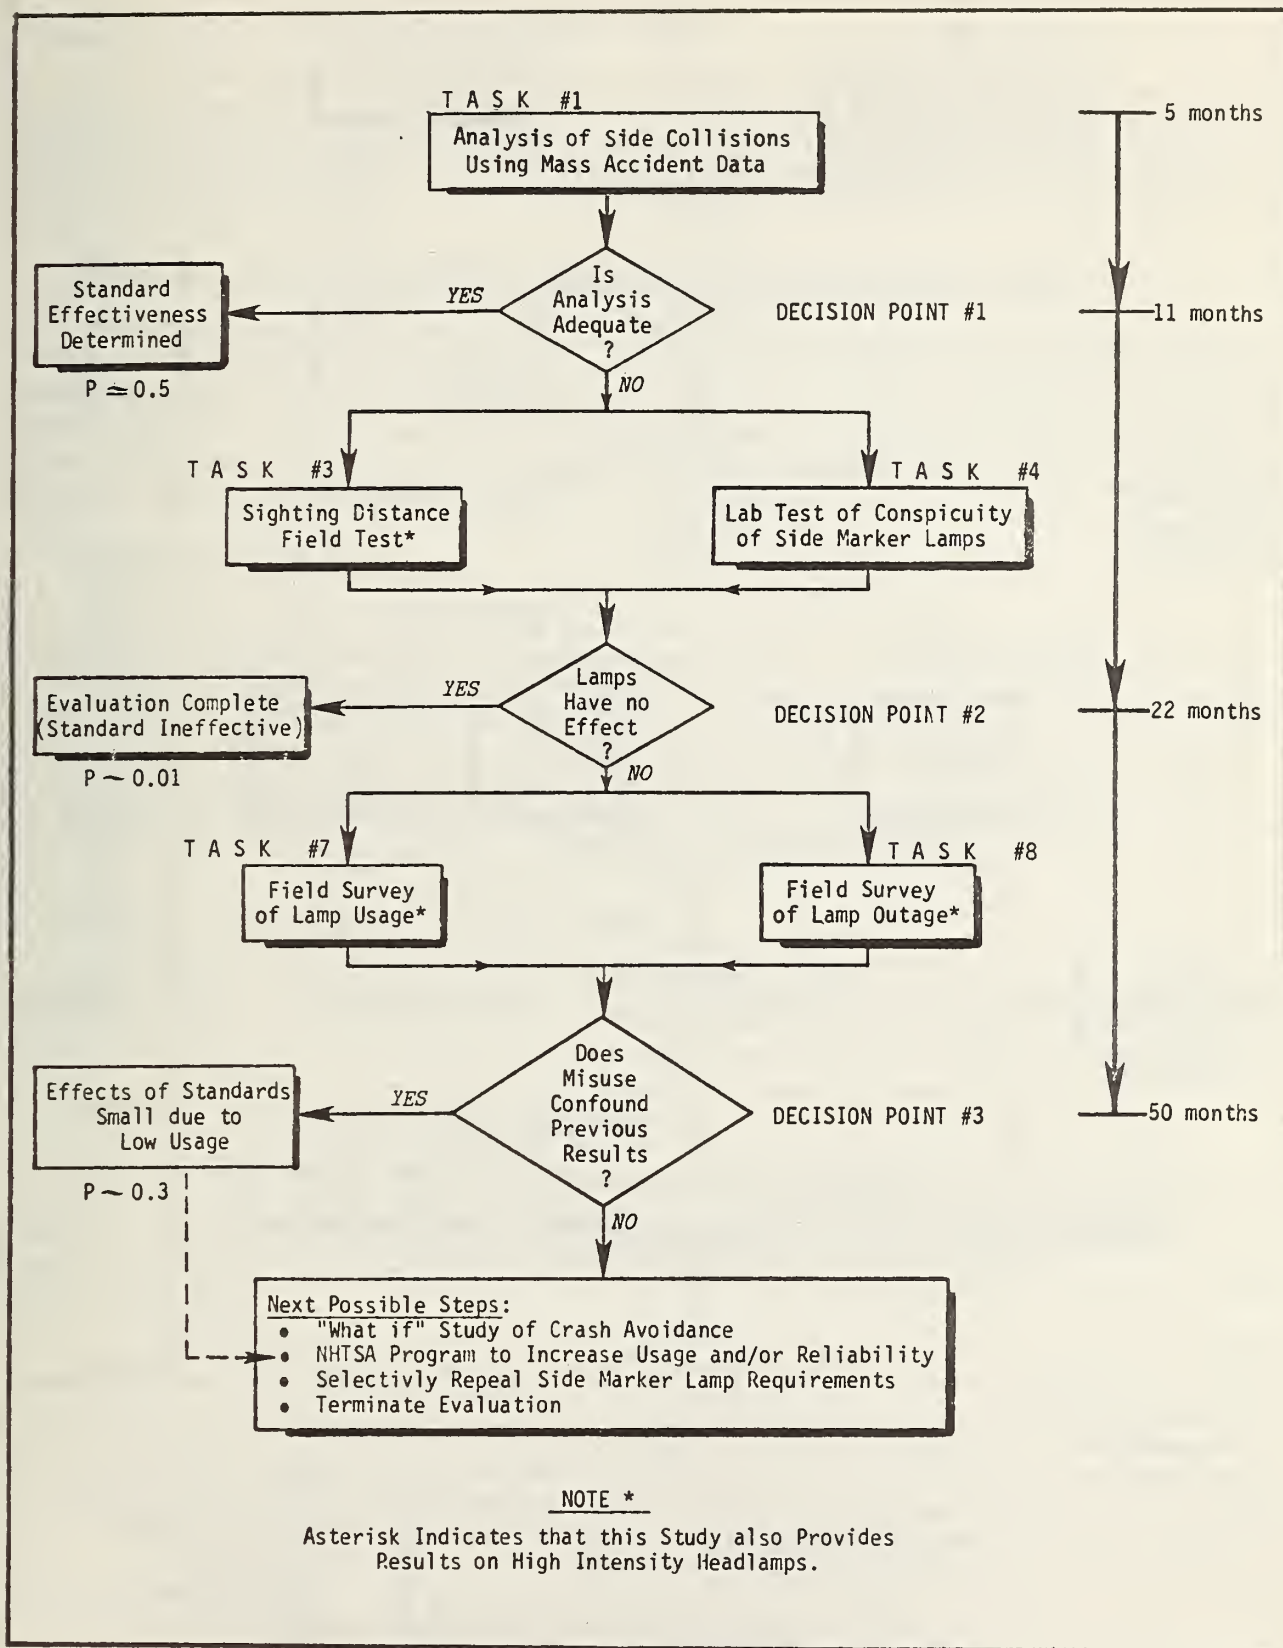 T A S K #1
Analysis of Side Collisions
Using Mass Accident Data
5 months
Is
Analysis
Adequate
?
YES
Standard
Effectiveness
Determined
P ≃ 0.5
DECISION POINT #1
11 months
NO
T A S K #3
Sighting Distance
Field Test*
T A S K #4
Lab Test of Conspicuity
of Side Marker Lamps
Lamps
Have no
Effect
?
YES
Evaluation Complete
(Standard Ineffective)
P ~ 0.01
DECISION POINT #2
22 months
NO
T A S K #7
Field Survey
of Lamp Usage*
T A S K #8
Field Survey
of Lamp Outage*
Does
Misuse
Confound
Previous
Results
?
YES
Effects of Standards
Small due to
Low Usage
P ~ 0.3
DECISION POINT #3
50 months
NO
Next Possible Steps:
• "What if" Study of Crash Avoidance
• NHTSA Program to Increase Usage and/or Reliability
• Selectivly Repeal Side Marker Lamp Requirements
• Terminate Evaluation
NOTE *
Asterisk Indicates that this Study also Provides
Results on High Intensity Headlamps.